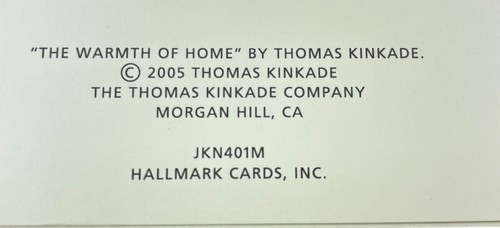 "THE WARMTH OF HOME" BY THOMAS KINKADE.
© 2005 THOMAS KINKADE
THE THOMAS KINKADE COMPANY
MORGAN HILL, CA
JKN401M
HALLMARK CARDS, INC.